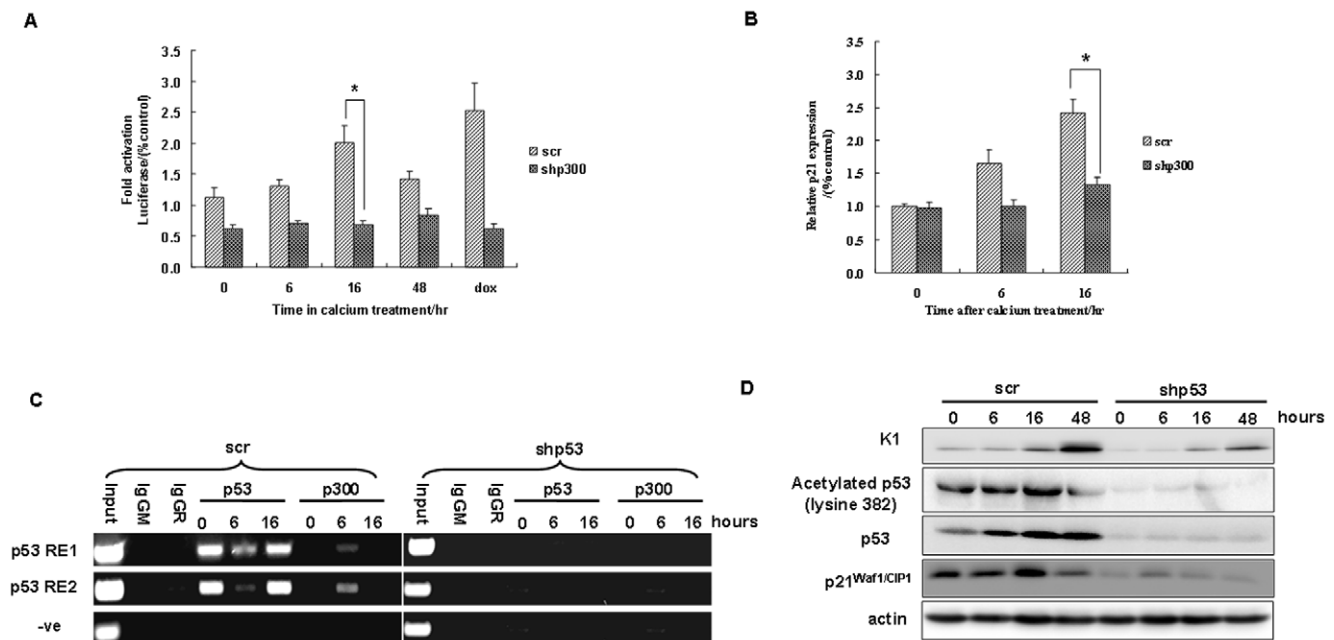 A
3.5
3.0
2.5
2.0
1.5
1.0
0.5
0.0
Fold activation
Luciferase/(%control)
*
scr
shp300
0 6 16 48 dox
Time in calcium treatment/hr
B
3.5
3.0
2.5
2.0
1.5
1.0
0.5
0.0
Relative p21 expression
/(%control)
*
scr
shp300
0 6 16
Time after calcium treatment/hr
C
scr shp53
Input IgGM IgGR p53 p300 Input IgGM IgGR p53 p300
0 6 16 0 6 16 hours 0 6 16 0 6 16 hours
p53 RE1
p53 RE2
-ve
D
scr shp53
0 6 16 48 0 6 16 48 hours
K1
Acetylated p53
(lysine 382)
p53
p21Waf1/CIP1
actin